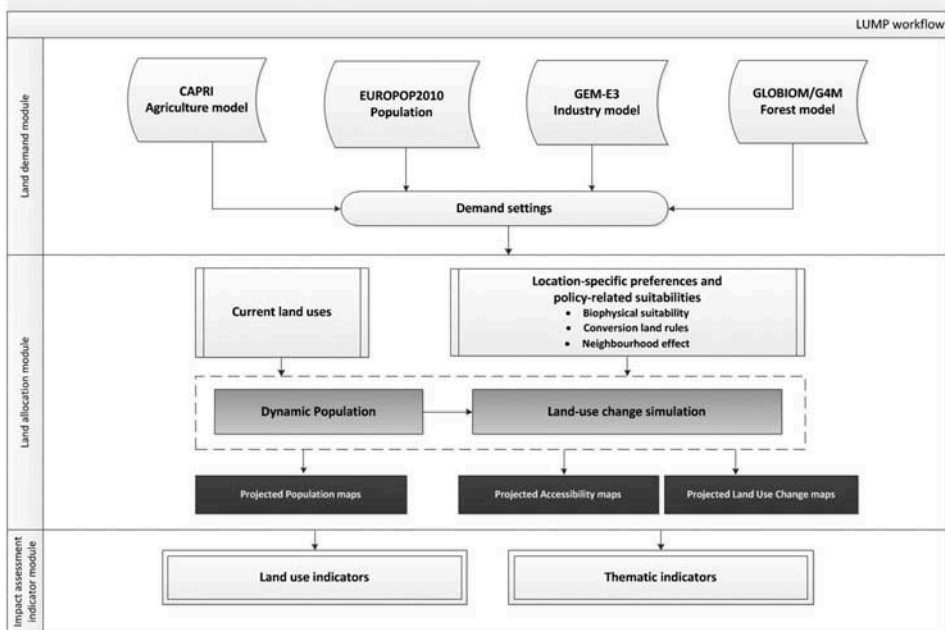 LUMP workflow
Land demand module
CAPRI
Agriculture model
EUROPOP2010
Population
GEM-E3
Industry model
GLOBIOM/G4M
Forest model
Demand settings
Land allocation module
Current land uses
Location-specific preferences and
policy-related suitabilities
• Biophysical suitability
• Conversion land rules
• Neighbourhood effect
Dynamic Population
Land-use change simulation
Projected Population maps
Projected Accessibility maps
Projected Land Use Change maps
Impact assessment
indicator module
Land use indicators
Thematic indicators